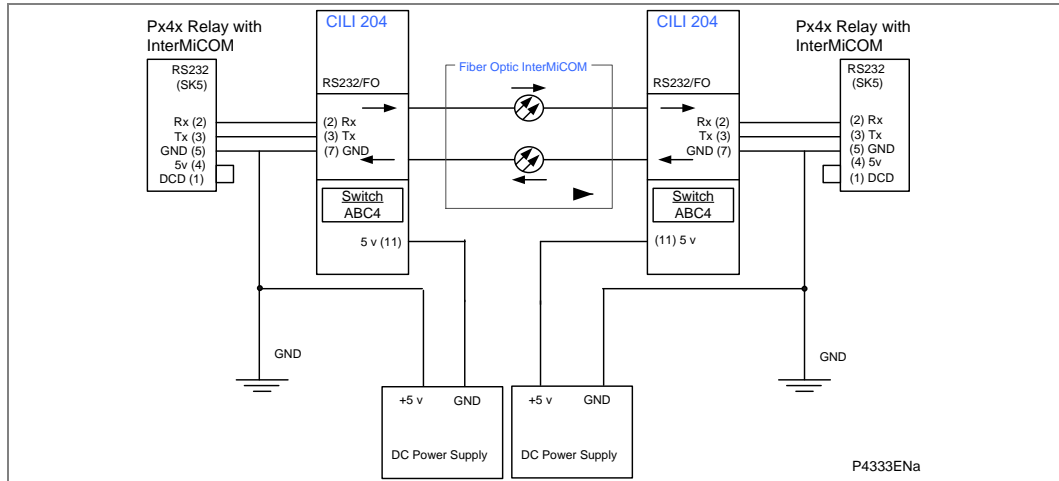 Px4x Relay with
InterMiCOM
RS232
(SK5)
Rx (2)
Tx (3)
GND (5)
5v (4)
DCD (1)
CILI 204
RS232/FO
(2) Rx
(3) Tx
(7) GND
Switch
ABC4
5 v (11)
Fiber Optic InterMiCOM
CILI 204
RS232/FO
Rx (2)
Tx (3)
GND (7)
Switch
ABC4
(11) 5 v
Px4x Relay with
InterMiCOM
RS232
(SK5)
(2) Rx
(3) Tx
(5) GND
(4) 5v
(1) DCD
GND
GND
+5 v GND
DC Power Supply
+5 v GND
DC Power Supply
P4333ENa